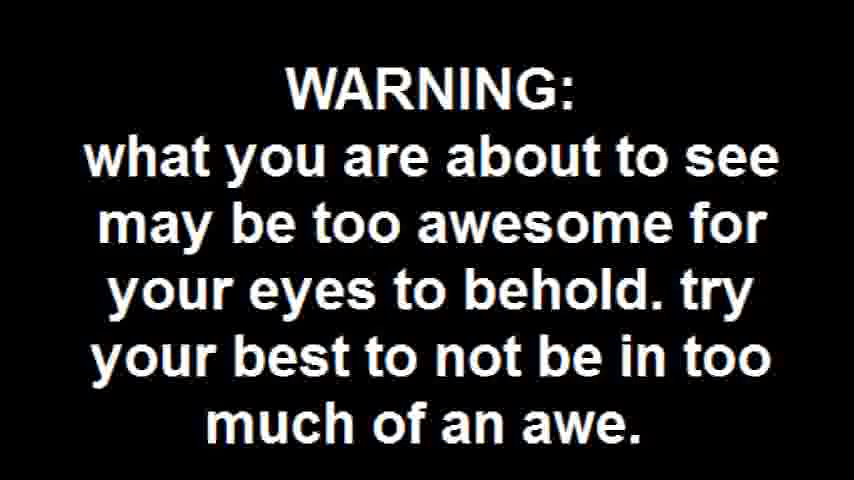 WARNING:
what you are about to see
may be too awesome for
your eyes to behold. try
your best to not be in too
much of an awe.